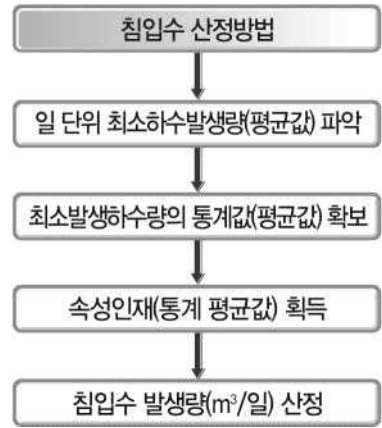 침입수 산정방법
일 단위 최소하수발생량(평균값) 파악
최소발생하수량의 통계값(평균값) 확보
속성인재(통계 평균값) 획득
침입수 발생량(m³/일) 산정